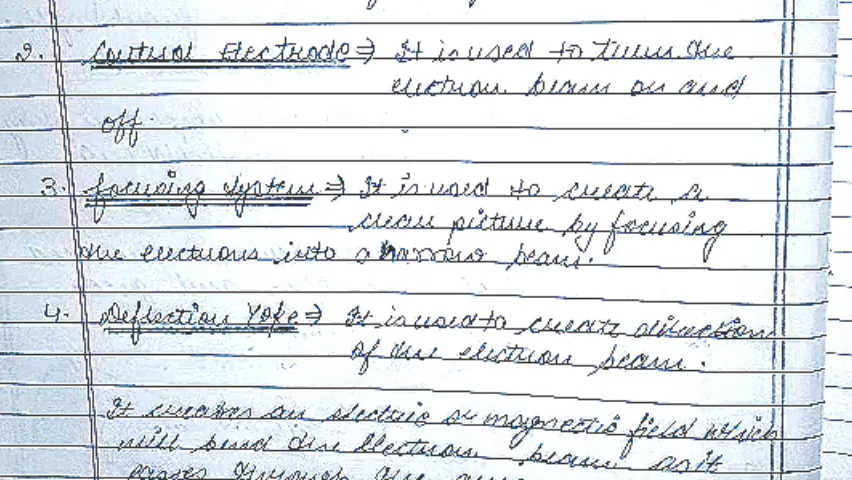 2. Control Electrode ⇒ It is used to turn the
electron beam on and
off.
3. focusing system ⇒ It is used to create a
clear picture by focusing
the electrons into a narrow beam.
4. Deflection Yoke ⇒ It is used to create direction
of the electron beam.
It creates an electric or magnetic field which
will bend the electron beam as it
passes through the